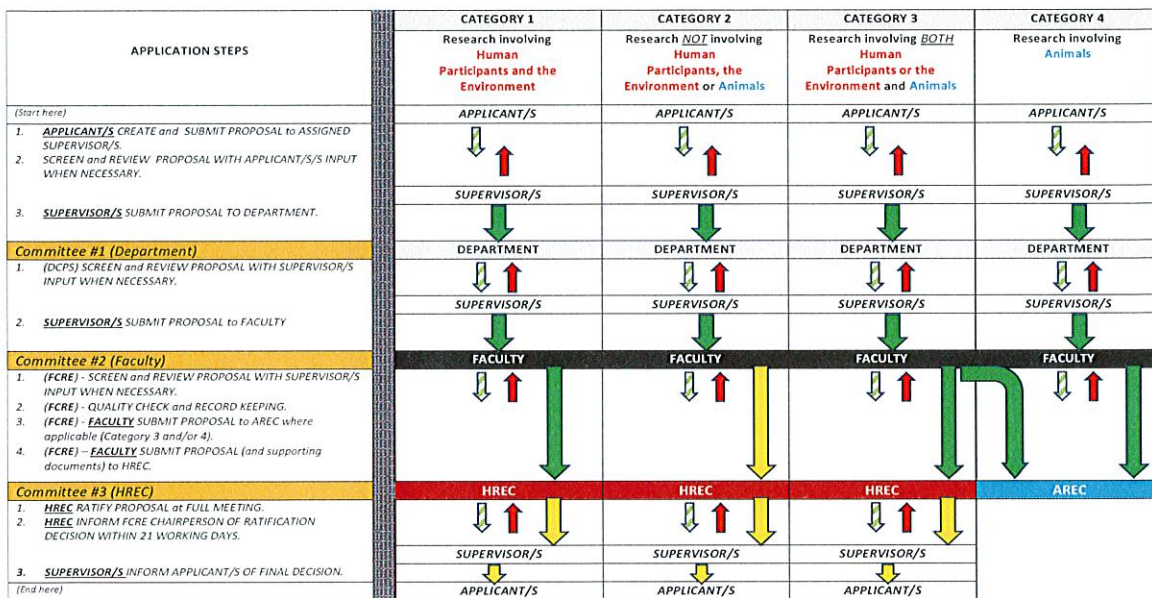 APPLICATION STEPS
CATEGORY 1
CATEGORY 2
CATEGORY 3
CATEGORY 4
Research involving
Human
Participants and the
Environment
Research NOT involving
Human
Participants, the
Environment or Animals
Research involving BOTH
Human
Participants or the
Environment and Animals
Research involving
Animals
(Start here)
APPLICANT/S
APPLICANT/S
APPLICANT/S
APPLICANT/S
1. APPLICANT/S CREATE and SUBMIT PROPOSAL to ASSIGNED
SUPERVISOR/S.
2. SCREEN and REVIEW PROPOSAL WITH APPLICANT/S/S INPUT
WHEN NECESSARY.
SUPERVISOR/S
SUPERVISOR/S
SUPERVISOR/S
SUPERVISOR/S
3. SUPERVISOR/S SUBMIT PROPOSAL TO DEPARTMENT.
Committee #1 (Department)
DEPARTMENT
DEPARTMENT
DEPARTMENT
DEPARTMENT
1. (DCPS) SCREEN and REVIEW PROPOSAL WITH SUPERVISOR/S
INPUT WHEN NECESSARY.
SUPERVISOR/S
SUPERVISOR/S
SUPERVISOR/S
SUPERVISOR/S
2. SUPERVISOR/S SUBMIT PROPOSAL to FACULTY
Committee #2 (Faculty)
FACULTY
FACULTY
FACULTY
FACULTY
1. (FCRE) - SCREEN and REVIEW PROPOSAL WITH SUPERVISOR/S
INPUT WHEN NECESSARY.
2. (FCRE) - QUALITY CHECK and RECORD KEEPING.
3. (FCRE) - FACULTY SUBMIT PROPOSAL to AREC where
applicable (Category 3 and/or 4).
4. (FCRE) – FACULTY SUBMIT PROPOSAL (and supporting
documents) to HREC.
Committee #3 (HREC)
HREC
HREC
HREC
AREC
1. HREC RATIFY PROPOSAL at FULL MEETING.
2. HREC INFORM FCRE CHAIRPERSON OF RATIFICATION
DECISION WITHIN 21 WORKING DAYS.
SUPERVISOR/S
SUPERVISOR/S
SUPERVISOR/S
3. SUPERVISOR/S INFORM APPLICANT/S OF FINAL DECISION.
(End here)
APPLICANT/S
APPLICANT/S
APPLICANT/S